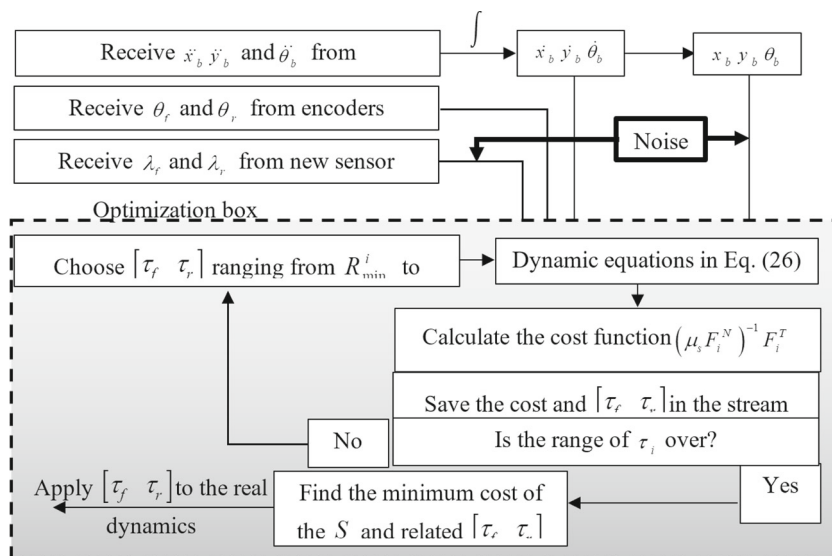 ∫
Receive ẍ_b ÿ_b and θ̈_b from
ẋ_b ẏ_b θ̇_b
x_b y_b θ_b
Receive θ_f and θ_r from encoders
Noise
Receive λ_f and λ_r from new sensor
Optimization box
Choose [τ_f τ_r] ranging from R^i_min to
Dynamic equations in Eq. (26)
Calculate the cost function (μ_s F_i^N)^{-1} F_i^T
Save the cost and [τ_f τ_r] in the stream
No
Is the range of τ_i over?
Yes
Apply [τ_f τ_r] to the real
dynamics
Find the minimum cost of
the S and related [τ_f τ_r]